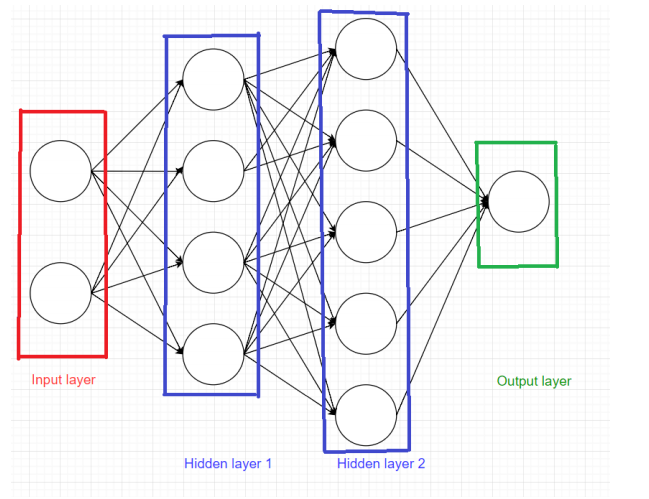 Input layer
Output layer
Hidden layer 1
Hidden layer 2